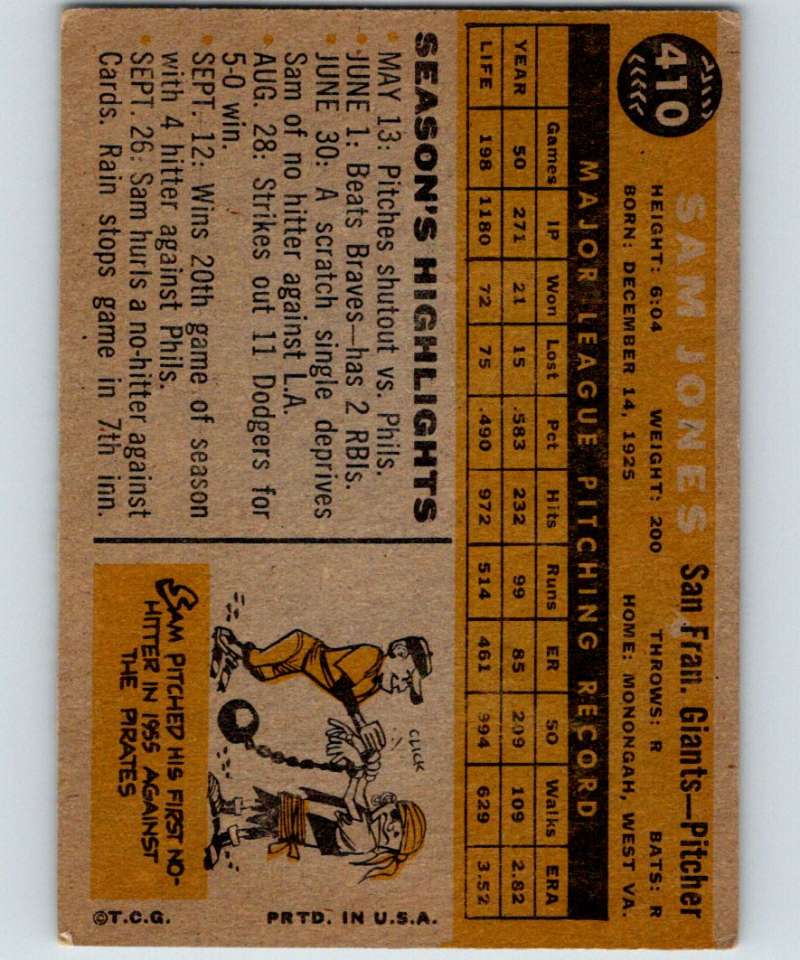 410
SAM JONES San Fran. Giants—Pitcher
HEIGHT: 6:04 WEIGHT: 200 THROWS: R BATS: R
BORN: DECEMBER 14, 1925 HOME: MONONGAH, WEST VA.
MAJOR LEAGUE PITCHING RECORD
Games IP Won Lost Pct Hits Runs ER SO Walks ERA
YEAR 50 271 21 15 .583 232 99 85 209 109 2.82
LIFE 198 1180 72 75 .490 972 514 461 994 629 3.52
SEASON'S HIGHLIGHTS
• MAY 13: Pitches shutout vs. Phils.
• JUNE 1: Beats Braves—has 2 RBIs.
• JUNE 30: A scratch single deprives
Sam of no hitter against L.A.
• AUG. 28: Strikes out 11 Dodgers for
5-0 win.
• SEPT. 12: Wins 20th game of season
with 4 hitter against Phils.
• SEPT. 26: Sam hurls a no-hitter against
Cards. Rain stops game in 7th inn.
CLICK
SAM PITCHED HIS FIRST NO-
HITTER IN 1955 AGAINST
THE PIRATES
©T.C.G. PRTD. IN U.S.A.